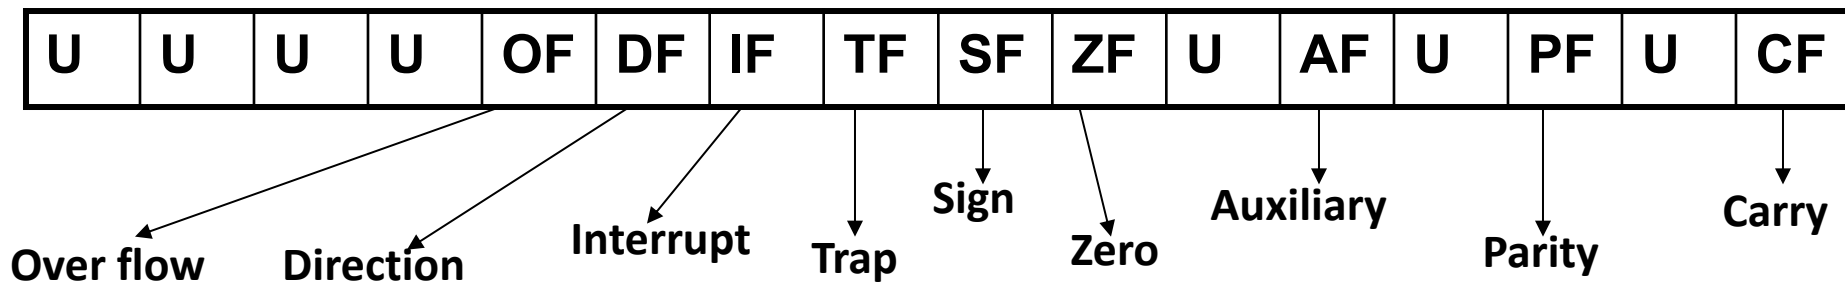 U U U U OF DF IF TF SF ZF U AF U PF U CF
Over flow Direction Interrupt Trap Sign Zero Auxiliary Parity Carry